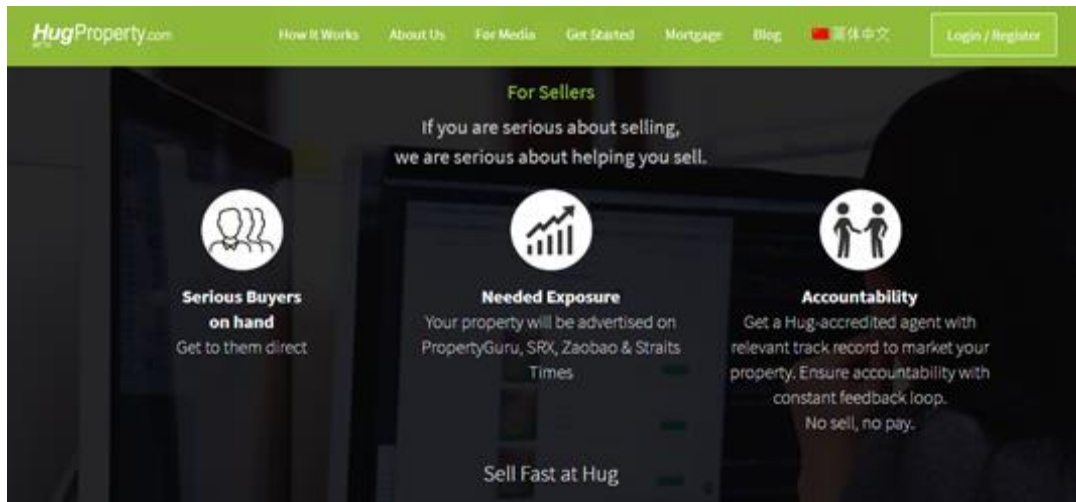 HugProperty.com
BETA
How It Works
About Us
For Media
Get Started
Mortgage
Blog
简体中文
Login / Register
For Sellers
If you are serious about selling,
we are serious about helping you sell.
Serious Buyers
on hand
Get to them direct
Needed Exposure
Your property will be advertised on
PropertyGuru, SRX, Zaobao & Straits
Times
Accountability
Get a Hug-accredited agent with
relevant track record to market your
property. Ensure accountability with
constant feedback loop.
No sell, no pay.
Sell Fast at Hug